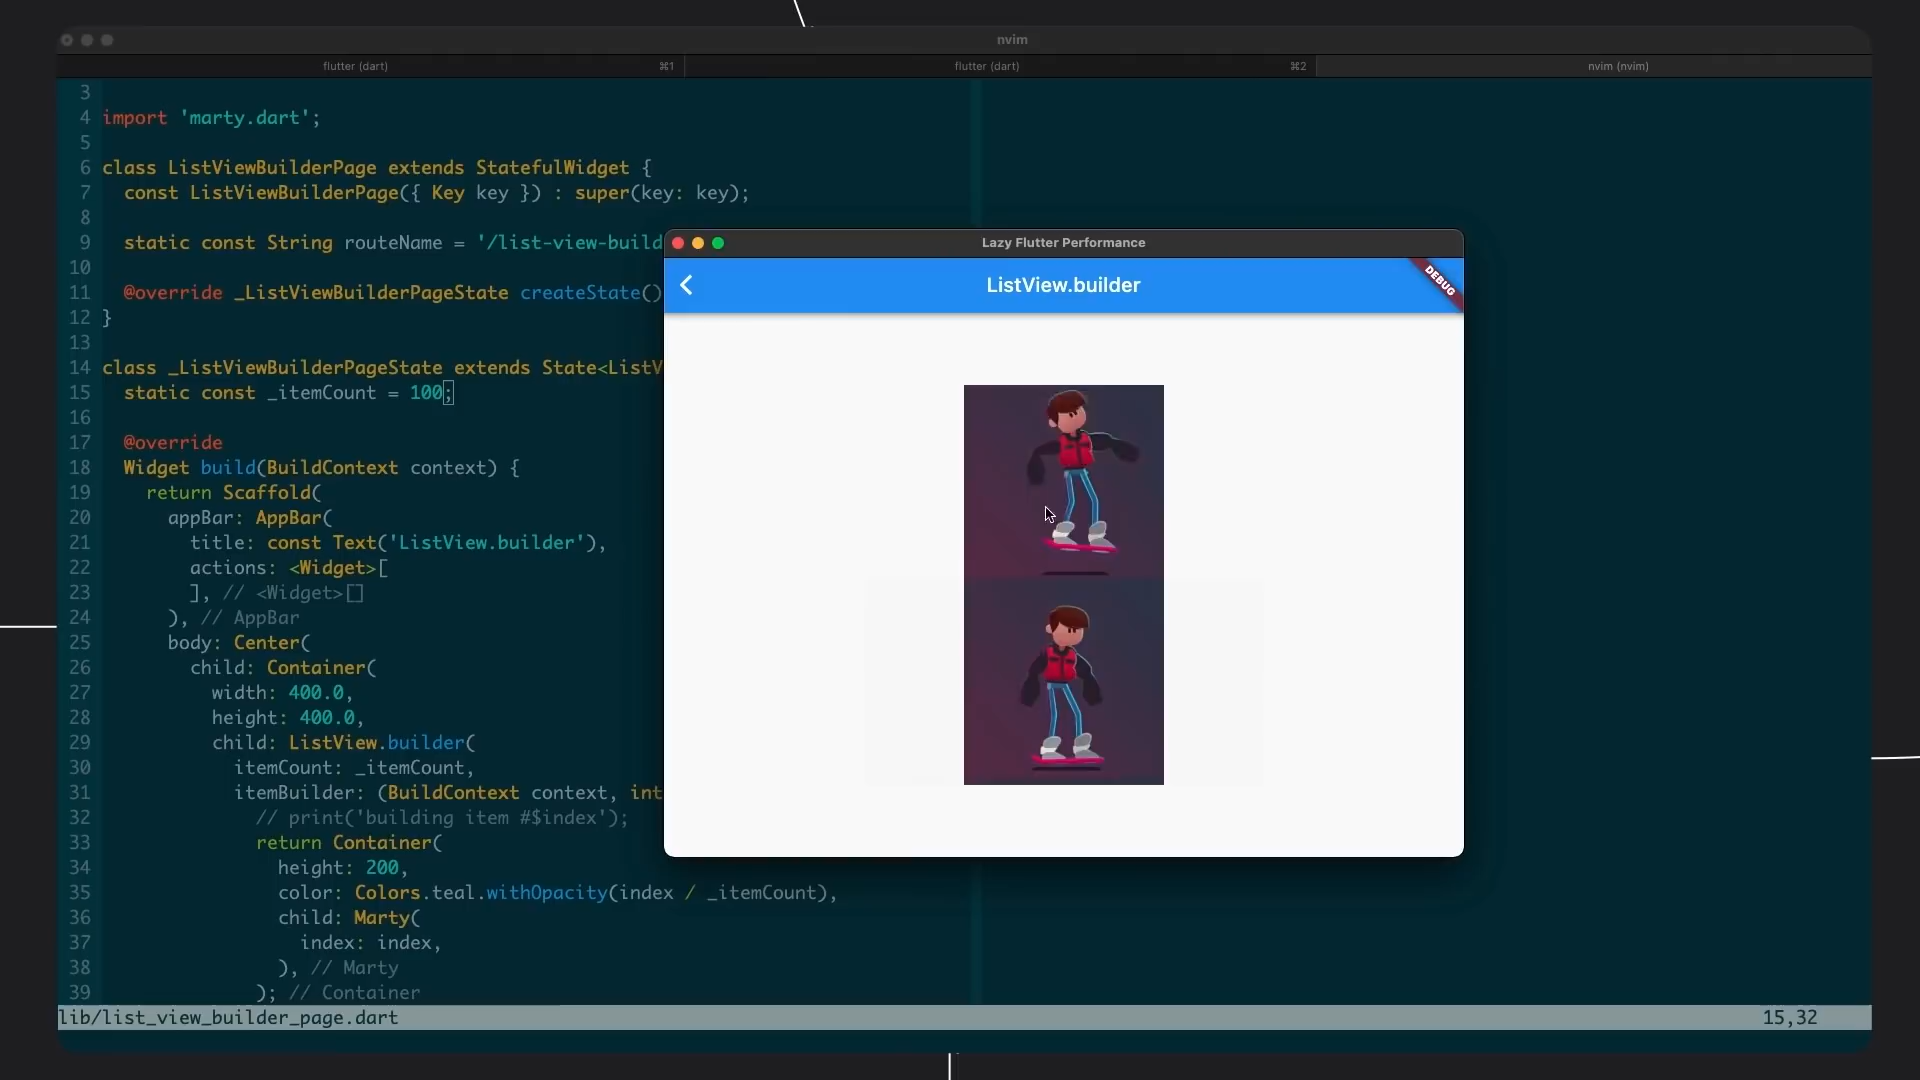 nvim
flutter (dart) ⌘1 flutter (dart) ⌘2 nvim (nvim)
3
4 import 'marty.dart';
5
6 class ListViewBuilderPage extends StatefulWidget {
7 const ListViewBuilderPage({ Key key }) : super(key: key);
8
9 static const String routeName = '/list-view-build
10
11 @override _ListViewBuilderPageState createState()
12 }
13
14 class _ListViewBuilderPageState extends State<ListV
15 static const _itemCount = 100;
16
17 @override
18 Widget build(BuildContext context) {
19 return Scaffold(
20 appBar: AppBar(
21 title: const Text('ListView.builder'),
22 actions: <Widget>[
23 ], // <Widget>[]
24 ), // AppBar
25 body: Center(
26 child: Container(
27 width: 400.0,
28 height: 400.0,
29 child: ListView.builder(
30 itemCount: _itemCount,
31 itemBuilder: (BuildContext context, int
32 // print('building item #$index');
33 return Container(
34 height: 200,
35 color: Colors.teal.withOpacity(index / _itemCount),
36 child: Marty(
37 index: index,
38 ), // Marty
39 ); // Container
lib/list_view_builder_page.dart 15,32
Lazy Flutter Performance
ListView.builder
DEBUG